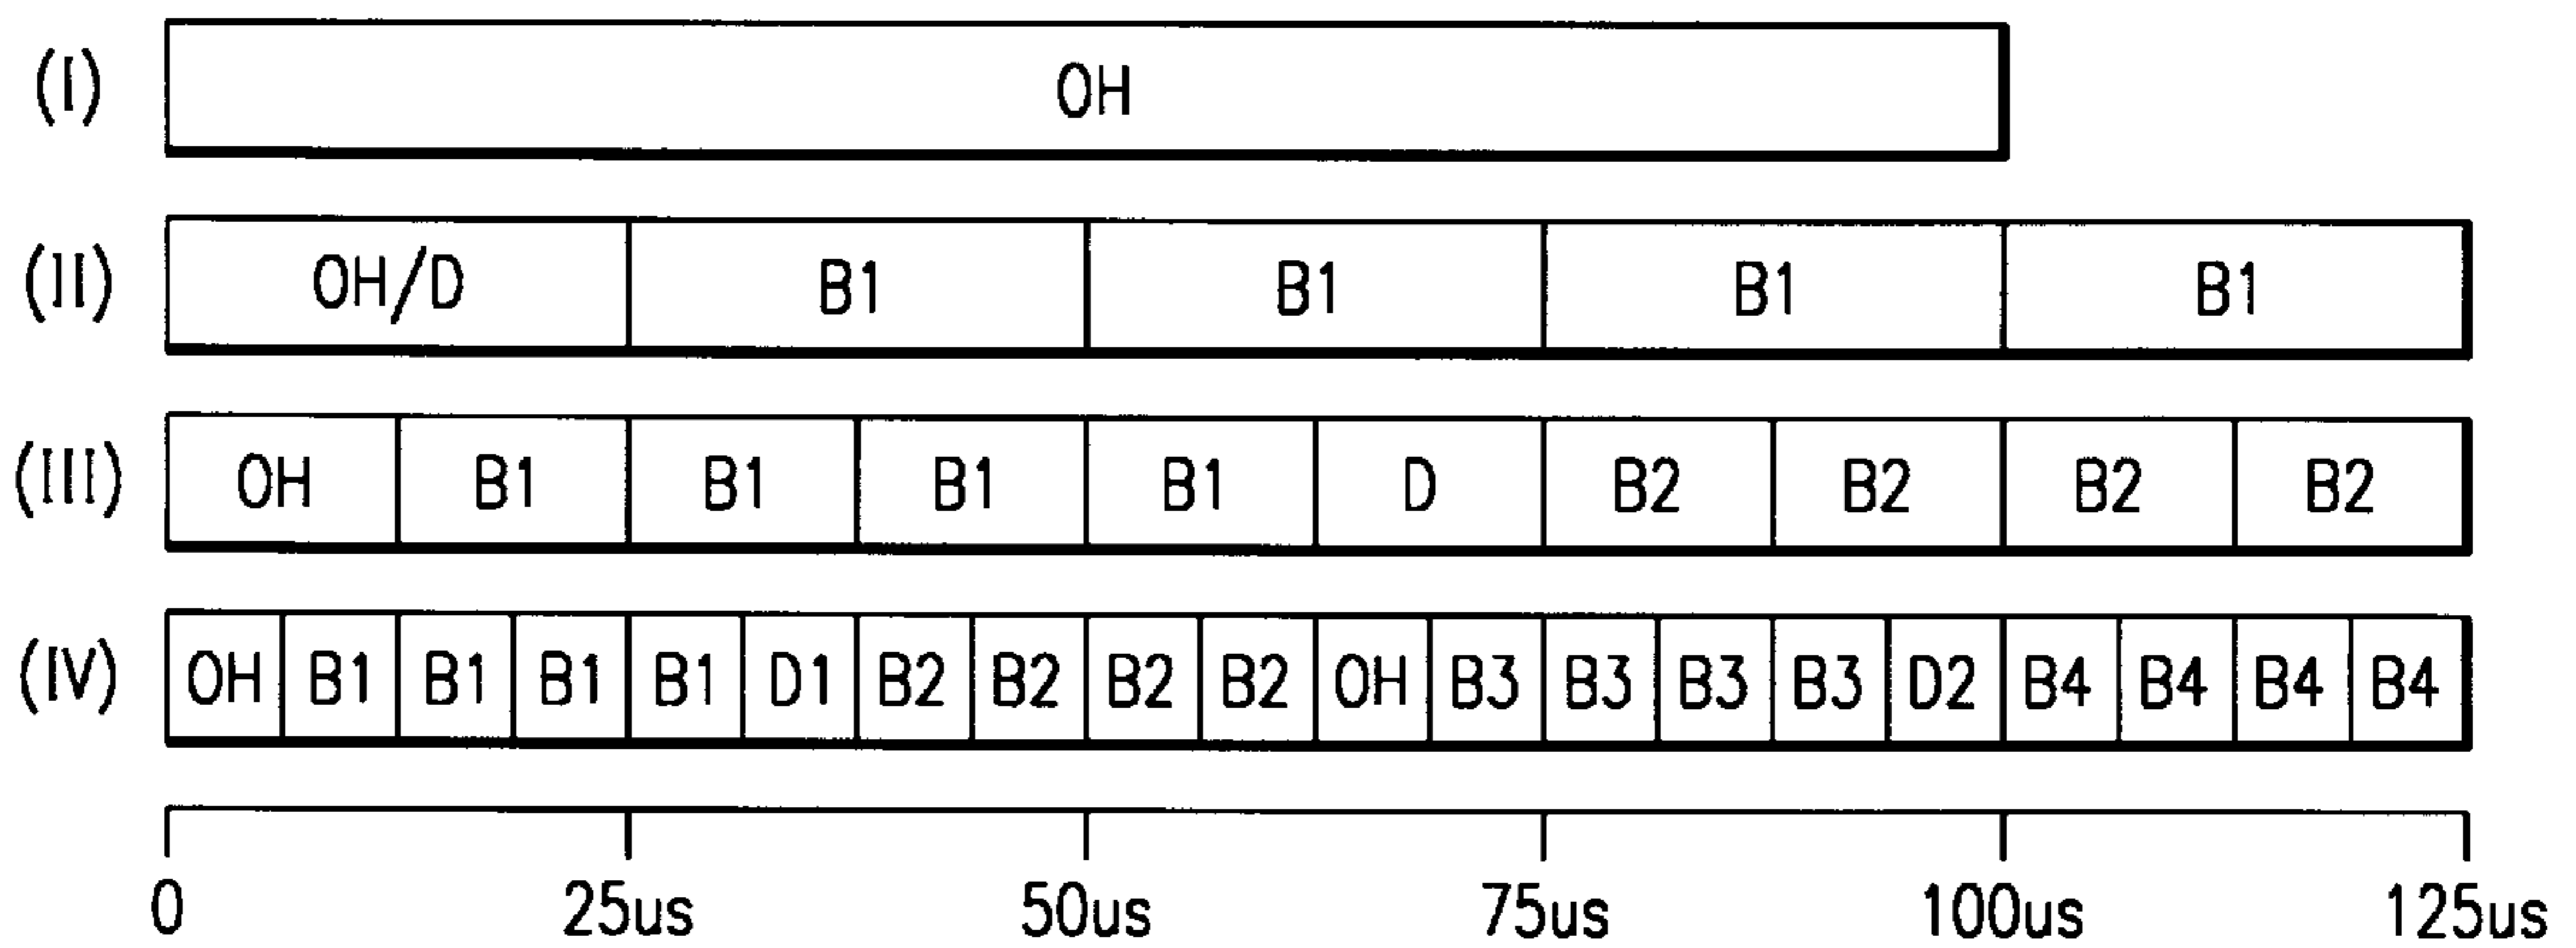 (I) OH
(II) OH/D B1 B1 B1 B1
(III) OH B1 B1 B1 B1 D B2 B2 B2 B2
(IV) OH B1 B1 B1 B1 D1 B2 B2 B2 B2 OH B3 B3 B3 B3 D2 B4 B4 B4 B4
0 25us 50us 75us 100us 125us